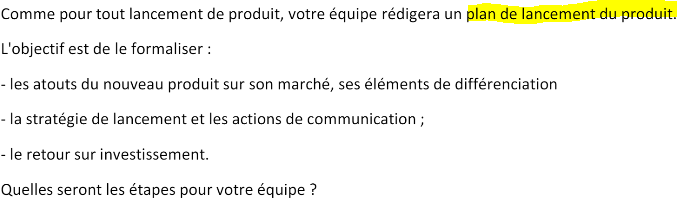 Comme pour tout lancement de produit, votre équipe rédigera un plan de lancement du produit.
L'objectif est de le formaliser :
- les atouts du nouveau produit sur son marché, ses éléments de différenciation
- la stratégie de lancement et les actions de communication ;
- le retour sur investissement.
Quelles seront les étapes pour votre équipe ?